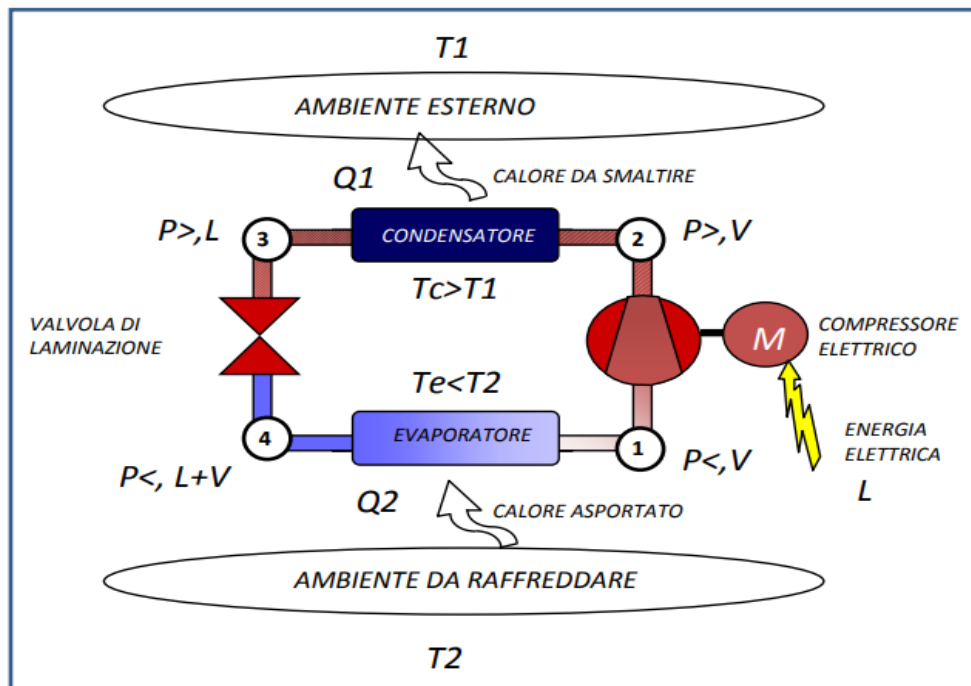 T1
AMBIENTE ESTERNO
Q1
CALORE DA SMALTIRE
P>,L
3
CONDENSATORE
2
P>,V
Tc>T1
VALVOLA DI
LAMINAZIONE
M
COMPRESSORE
ELETTRICO
Te<T2
4
EVAPORATORE
1
ENERGIA
ELETTRICA
P<, L+V
P<,V
L
Q2
CALORE ASPORTATO
AMBIENTE DA RAFFREDDARE
T2